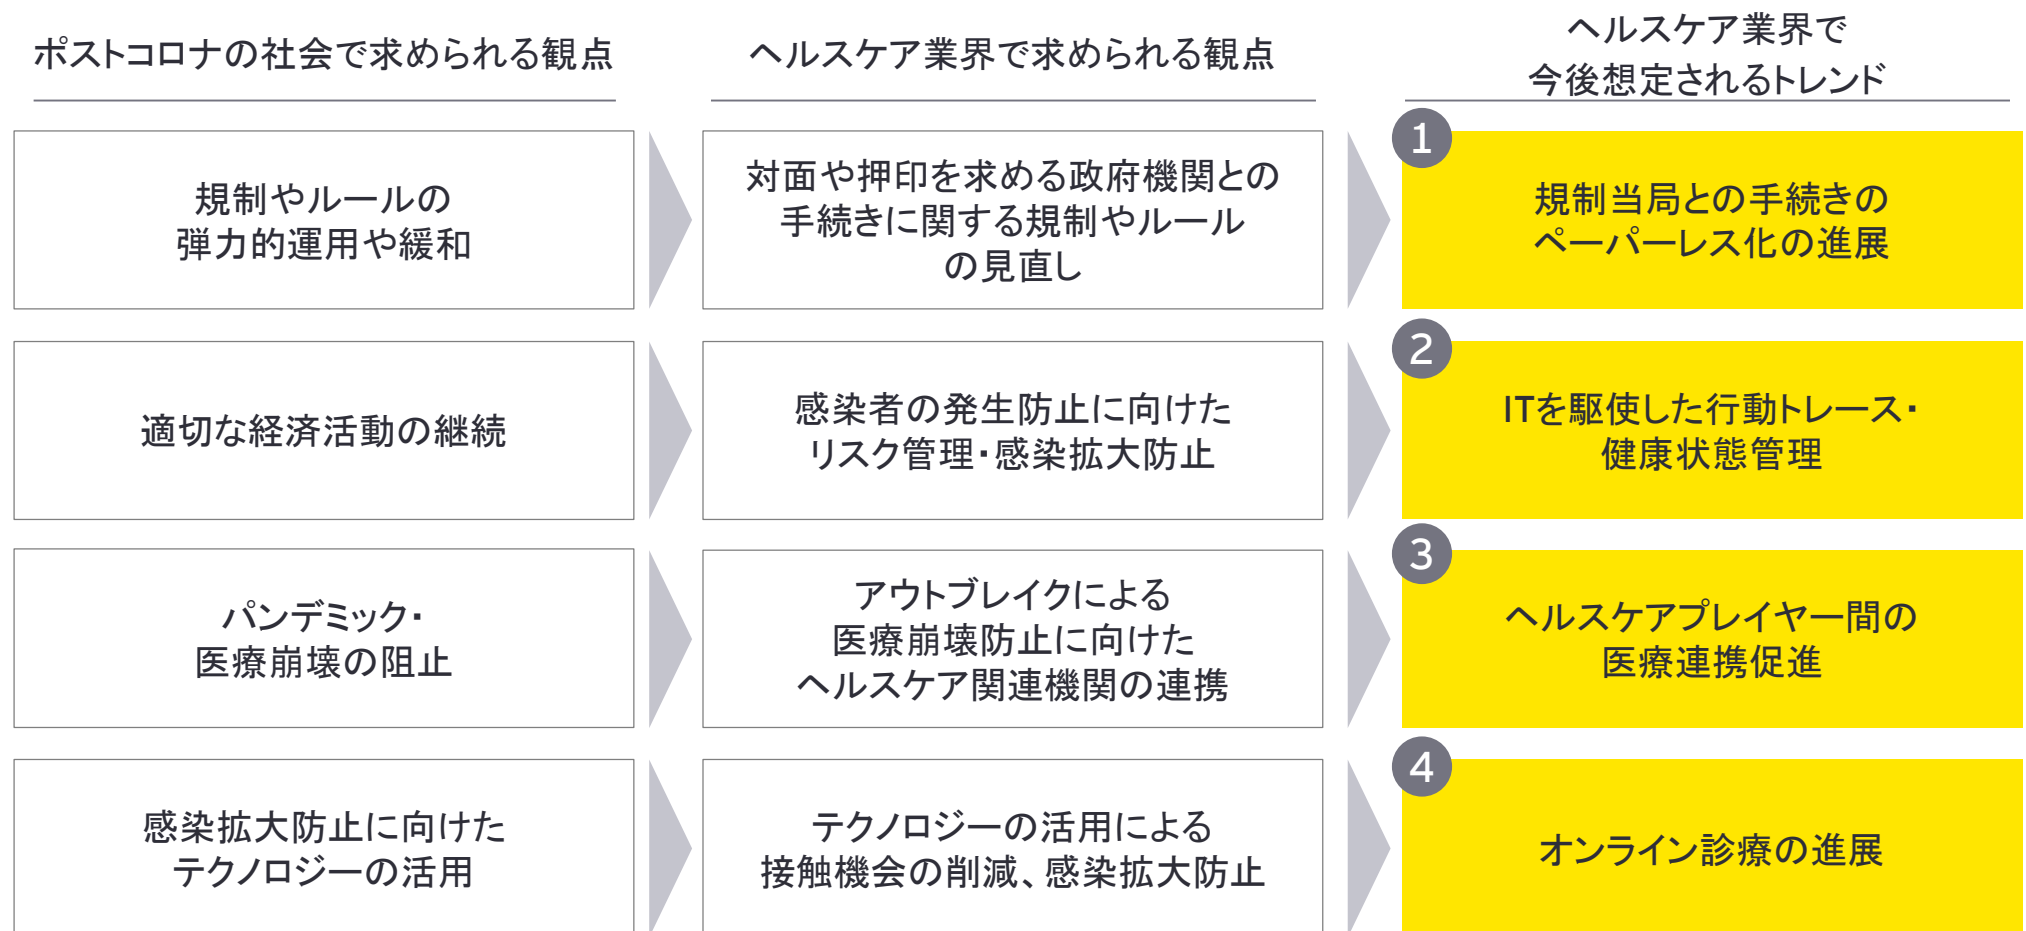 ポストコロナの社会で求められる観点
ヘルスケア業界で求められる観点
ヘルスケア業界で
今後想定されるトレンド
規制やルールの
弾力的運用や緩和
対面や押印を求める政府機関との
手続きに関する規制やルール
の見直し
1
規制当局との手続きの
ペーパーレス化の進展
適切な経済活動の継続
感染者の発生防止に向けた
リスク管理・感染拡大防止
2
ITを駆使した行動トレース・
健康状態管理
パンデミック・
医療崩壊の阻止
アウトブレイクによる
医療崩壊防止に向けた
ヘルスケア関連機関の連携
3
ヘルスケアプレイヤー間の
医療連携促進
感染拡大防止に向けた
テクノロジーの活用
テクノロジーの活用による
接触機会の削減、感染拡大防止
4
オンライン診療の進展